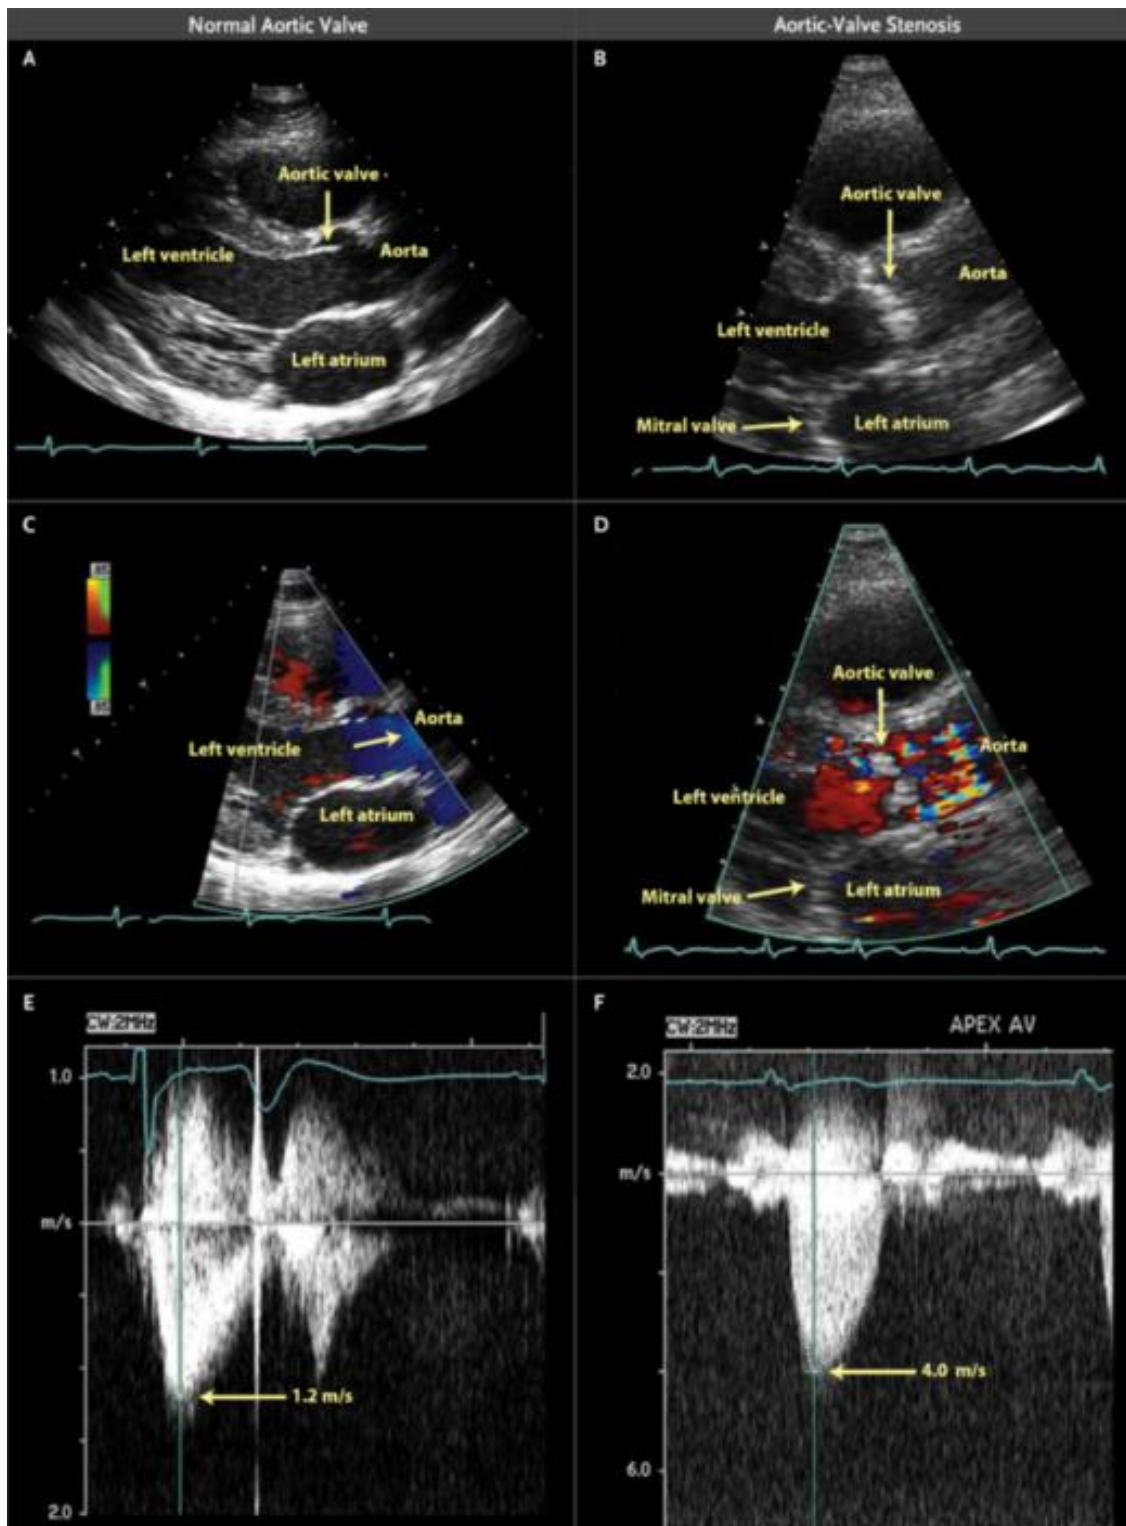 Normal Aortic Valve
Aortic-Valve Stenosis
A
Aortic valve
Left ventricle
Aorta
Left atrium
B
Aortic valve
Aorta
Left ventricle
Mitral valve
Left atrium
C
Aorta
Left ventricle
Left atrium
D
Aortic valve
Aorta
Left ventricle
Mitral valve
Left atrium
E
CW:2MHz
1.0
m/s
1.2 m/s
2.0
F
CW:2MHz
APEX AV
2.0
m/s
4.0 m/s
6.0